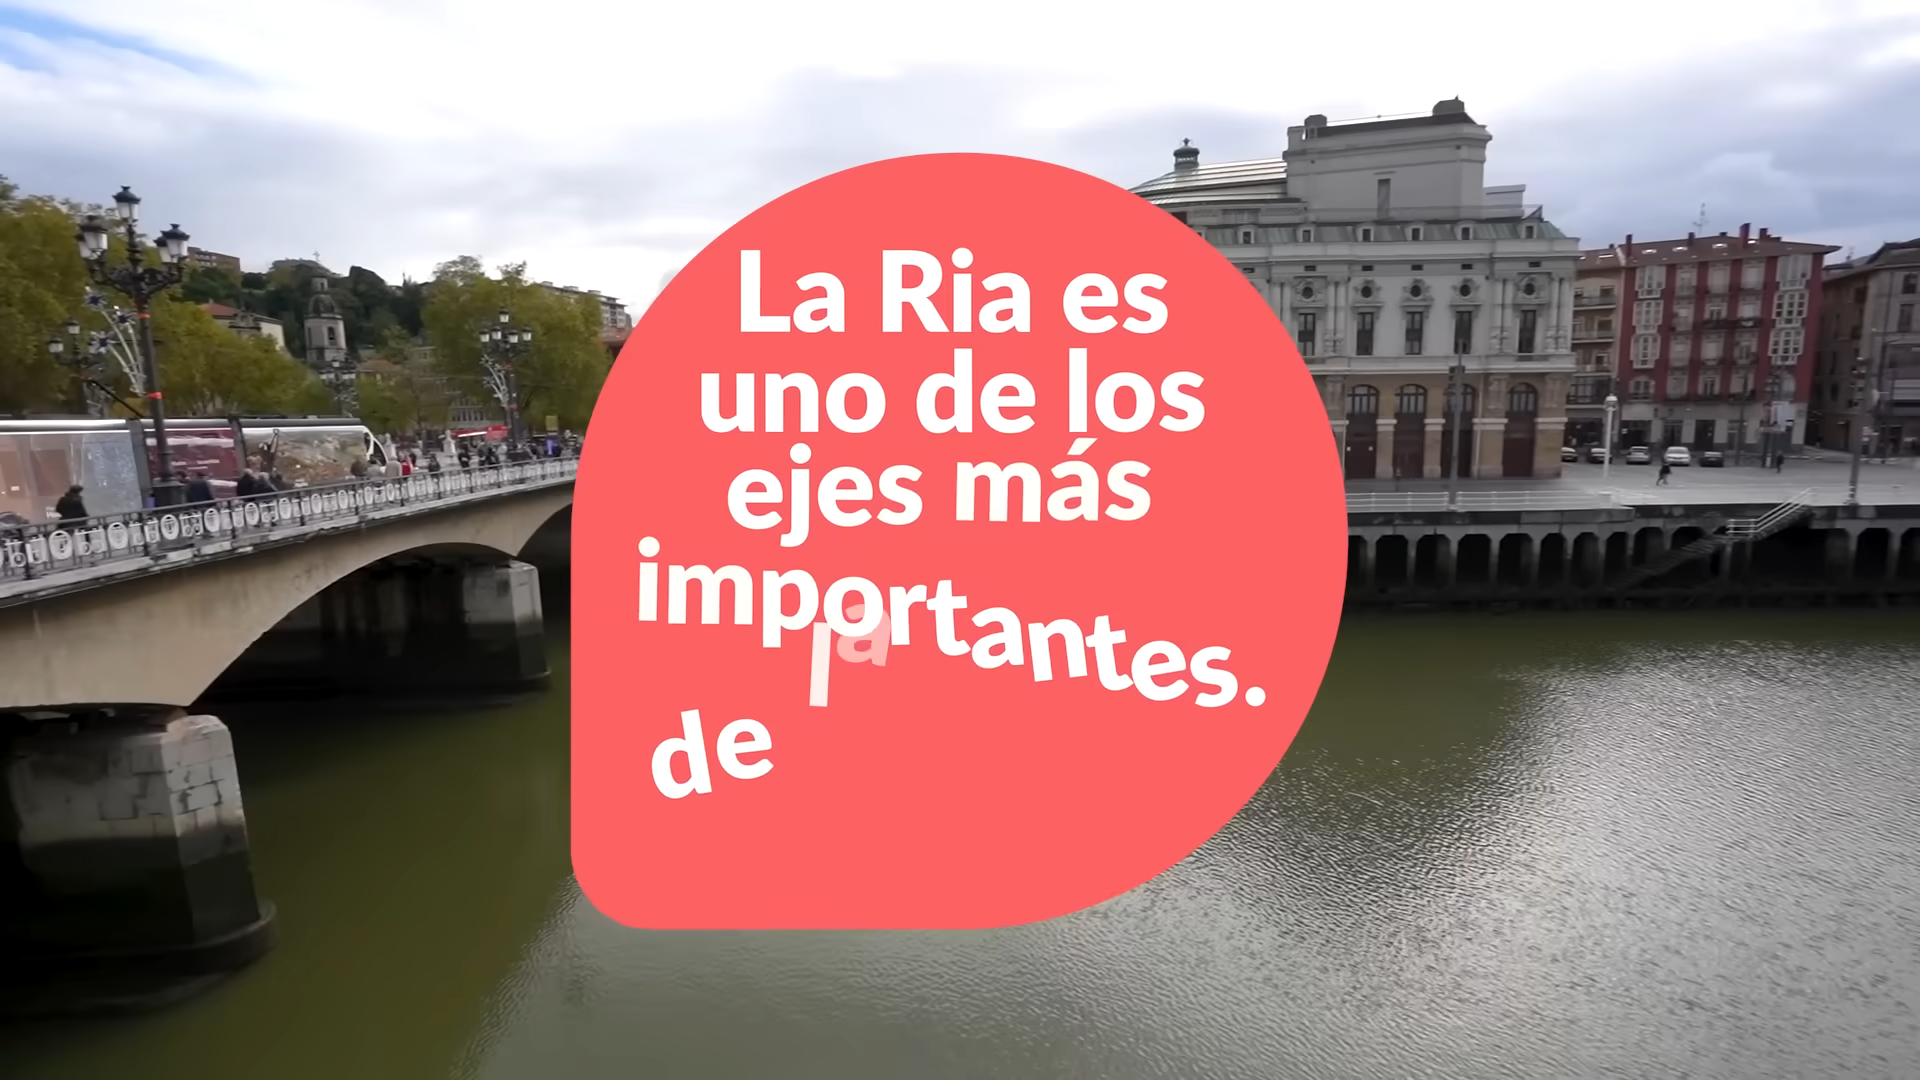 La Ria es
uno de los
ejes más
importantes.
de la